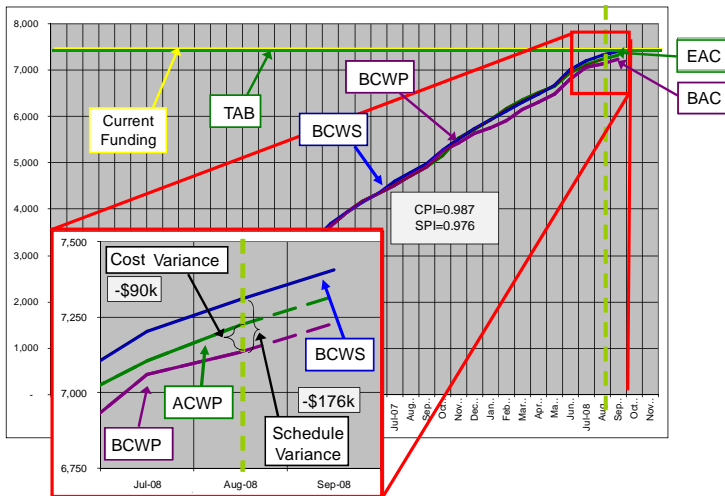 8,000
7,000
6,000
5,000
4,000
3,000
2,000
1,000
-
Current
Funding
TAB
BCWP
BCWS
EAC
BAC
CPI=0.987
SPI=0.976
Jul-07
Aug..
Sep..
Oct..
Nov..
Dec..
Jan..
Feb..
Mar..
Apr..
Ma..
Jun..
Jul-08
Aug..
Sep..
Oct..
Nov..
7,500
7,250
7,000
6,750
Cost Variance
-$90k
BCWS
ACWP
-$176k
BCWP
Schedule
Variance
Jul-08
Aug-08
Sep-08